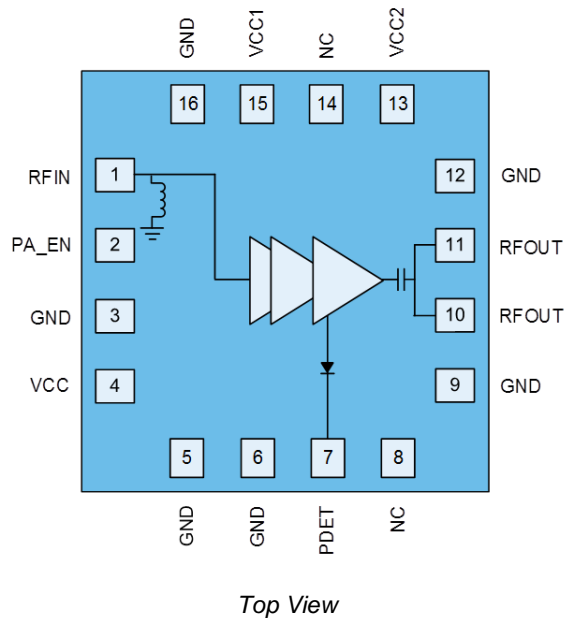 GND VCC1 NC VCC2
16 15 14 13
RFIN 1
12 GND
PA_EN 2
11 RFOUT
GND 3
10 RFOUT
VCC 4
9 GND
5 6 7 8
GND GND PDET NC
Top View